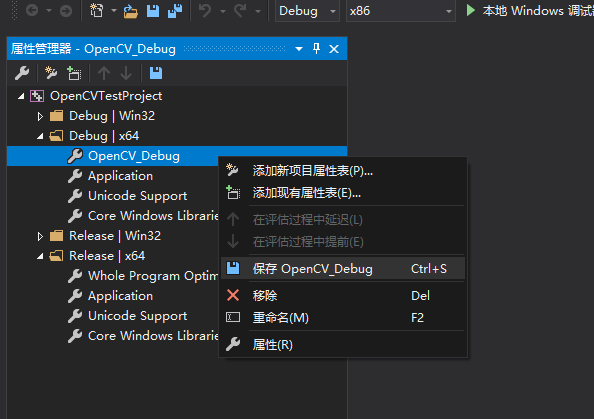 Debug x86 本地 Windows 调试
属性管理器 - OpenCV_Debug
OpenCVTestProject
Debug | Win32
Debug | x64
OpenCV_Debug
Application
Unicode Support
Core Windows Librarie
Release | Win32
Release | x64
Whole Program Optim
Application
Unicode Support
Core Windows Librarie
添加新项目属性表(P)...
添加现有属性表(E)...
在评估过程中延迟(L)
在评估过程中提前(E)
保存 OpenCV_Debug Ctrl+S
移除 Del
重命名(M) F2
属性(R)